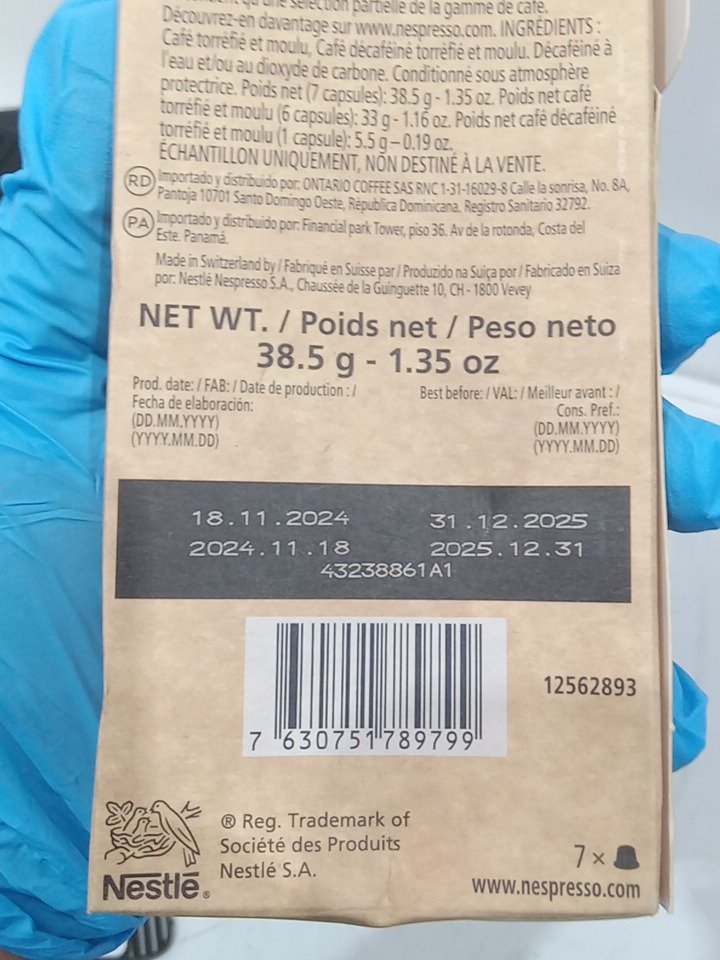 qu'une sélection partielle de la gamme de café.
Découvrez-en davantage sur www.nespresso.com. INGRÉDIENTS :
Café torréfié et moulu, Café décaféiné torréfié et moulu. Décaféiné à
l'eau et/ou au dioxyde de carbone. Conditionné sous atmosphère
protectrice. Poids net (7 capsules): 38.5 g - 1.35 oz. Poids net café
torréfié et moulu (6 capsules): 33 g - 1.16 oz. Poids net café décaféiné
torréfié et moulu (1 capsule): 5.5 g – 0.19 oz.
ÉCHANTILLON UNIQUEMENT, NON DESTINÉ À LA VENTE.
RD Importado y distribuido por: ONTARIO COFFEE SAS RNC 1-31-16029-8 Calle la sonrisa, No. 8A,
Pantoja 10701 Santo Domingo Oeste, República Dominicana. Registro Sanitario 32792.
PA Importado y distribuido por: Financial park Tower, piso 36. Av de la rotonda, Costa del
Este. Panamá.
Made in Switzerland by / Fabriqué en Suisse par / Produzido na Suiça por / Fabricado en Suiza
por: Nestlé Nespresso S.A., Chaussée de la Guinguette 10, CH - 1800 Vevey
NET WT. / Poids net / Peso neto
38.5 g - 1.35 oz
Prod. date: / FAB: / Date de production : /
Fecha de elaboración:
(DD.MM.YYYY)
(YYYY.MM.DD)
Best before: / VAL: / Meilleur avant : /
Cons. Pref.:
(DD.MM.YYYY)
(YYYY.MM.DD)
18.11.2024 31.12.2025
2024.11.18 2025.12.31
43238861A1
12562893
7 630751 789799
® Reg. Trademark of
Société des Produits
Nestlé S.A.
Nestlé®
7 x
www.nespresso.com